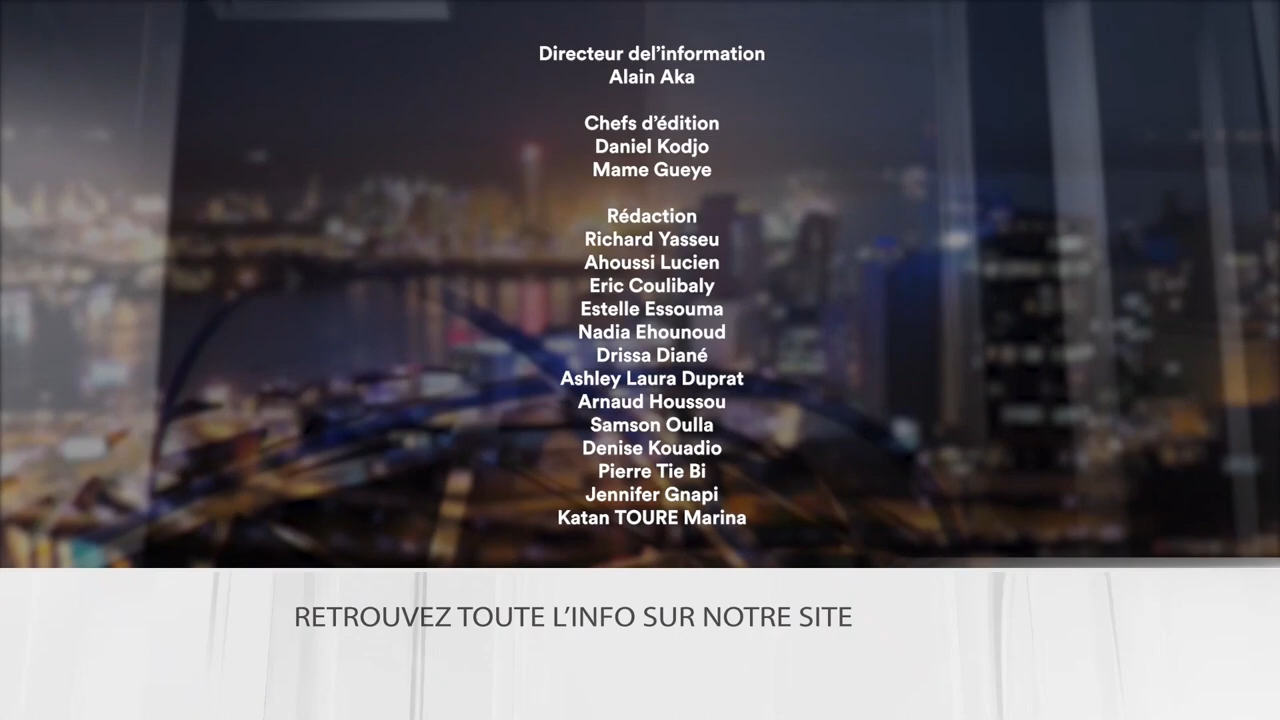 Directeur del’information
Alain Aka
Chefs d’édition
Daniel Kodjo
Mame Gueye
Rédaction
Richard Yasseu
Ahoussi Lucien
Eric Coulibaly
Estelle Essouma
Nadia Ehounoud
Drissa Diané
Ashley Laura Duprat
Arnaud Houssou
Samson Oulla
Denise Kouadio
Pierre Tie Bi
Jennifer Gnapi
Katan TOURE Marina
RETROUVEZ TOUTE L’INFO SUR NOTRE SITE